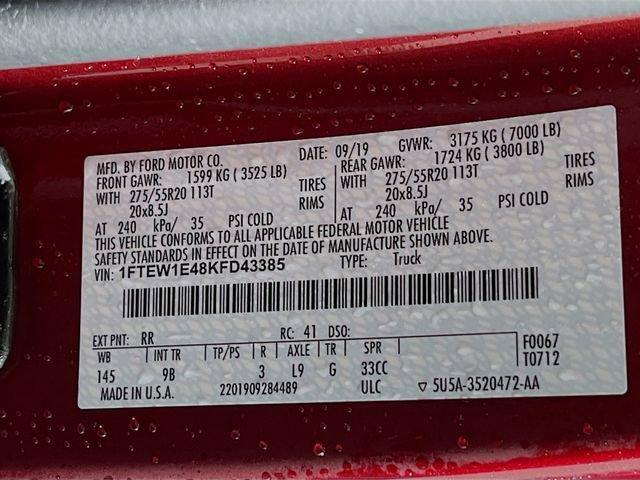 MFD. BY FORD MOTOR CO. DATE: 09/19 GVWR: 3175 KG ( 7000 LB)
FRONT GAWR: 1599 KG ( 3525 LB) REAR GAWR: 1724 KG ( 3800 LB)
WITH 275/55R20 113T TIRES WITH 275/55R20 113T TIRES
20x8.5J RIMS 20x8.5J RIMS
AT 240 kPa/ 35 PSI COLD AT 240 kPa/ 35 PSI COLD
THIS VEHICLE CONFORMS TO ALL APPLICABLE FEDERAL MOTOR VEHICLE
SAFETY STANDARDS IN EFFECT ON THE DATE OF MANUFACTURE SHOWN ABOVE.
VIN: 1FTEW1E48KFD43385 TYPE: Truck
EXT PNT: RR RC: 41 DSO: F0067
WB INT TR TP/PS R AXLE TR SPR T0712
145 9B 3 L9 G 33CC
MADE IN U.S.A. 2201909284489 ULC ▽ 5U5A-3520472-AA